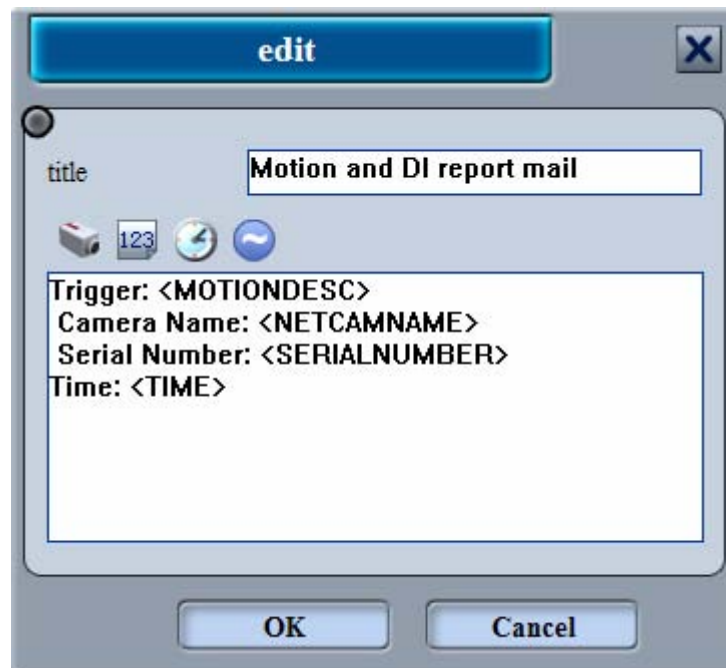 edit
X
title
Motion and DI report mail
123
Trigger: <MOTIONDESC>
Camera Name: <NETCAMNAME>
Serial Number: <SERIALNUMBER>
Time: <TIME>
OK
Cancel